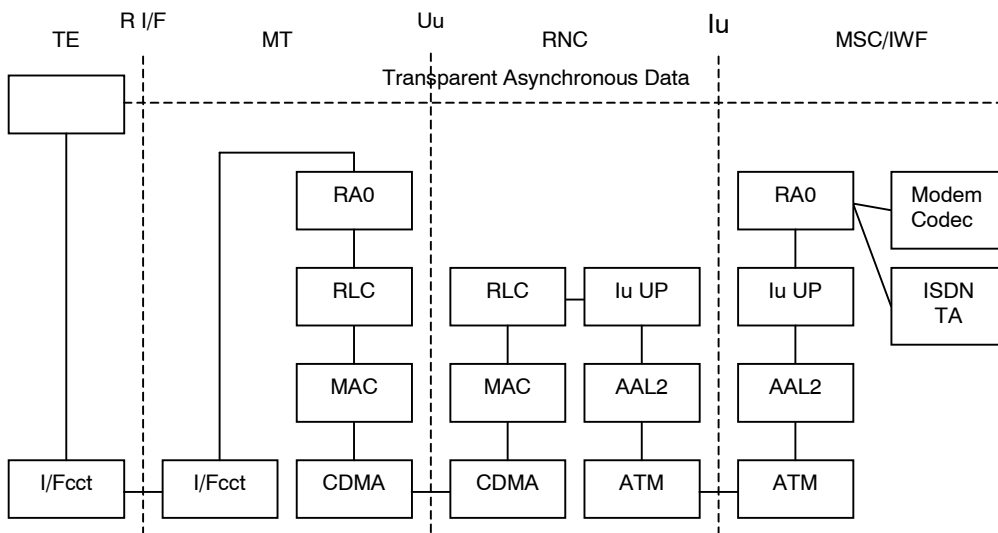 TE R I/F MT Uu RNC Iu MSC/IWF
Transparent Asynchronous Data
RA0 RA0 Modem
Codec
RLC RLC Iu UP Iu UP ISDN
TA
MAC MAC AAL2 AAL2
I/Fcct I/Fcct CDMA CDMA ATM ATM